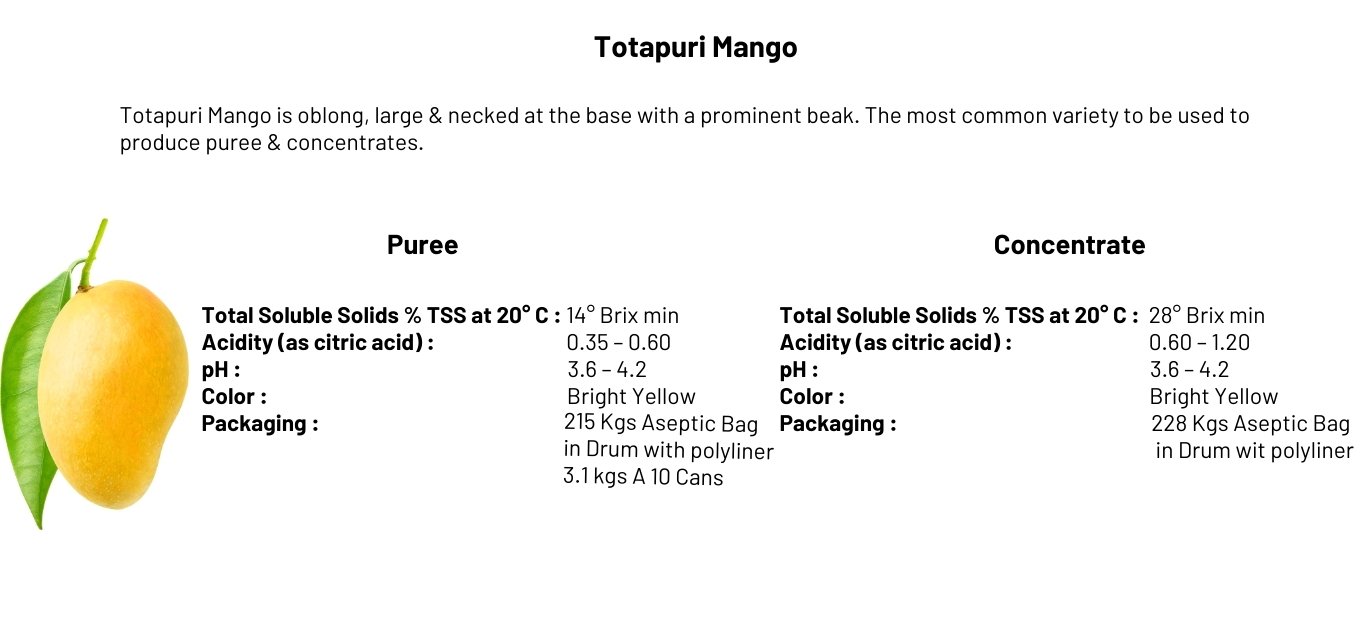 Totapuri Mango
Totapuri Mango is oblong, large & necked at the base with a prominent beak. The most common variety to be used to
produce puree & concentrates.
Puree
Total Soluble Solids % TSS at 20° C : 14° Brix min
Acidity (as citric acid) : 0.35 – 0.60
pH : 3.6 – 4.2
Color : Bright Yellow
Packaging : 215 Kgs Aseptic Bag
in Drum with polyliner
3.1 kgs A 10 Cans
Concentrate
Total Soluble Solids % TSS at 20° C : 28° Brix min
Acidity (as citric acid) : 0.60 – 1.20
pH : 3.6 – 4.2
Color : Bright Yellow
Packaging : 228 Kgs Aseptic Bag
in Drum wit polyliner